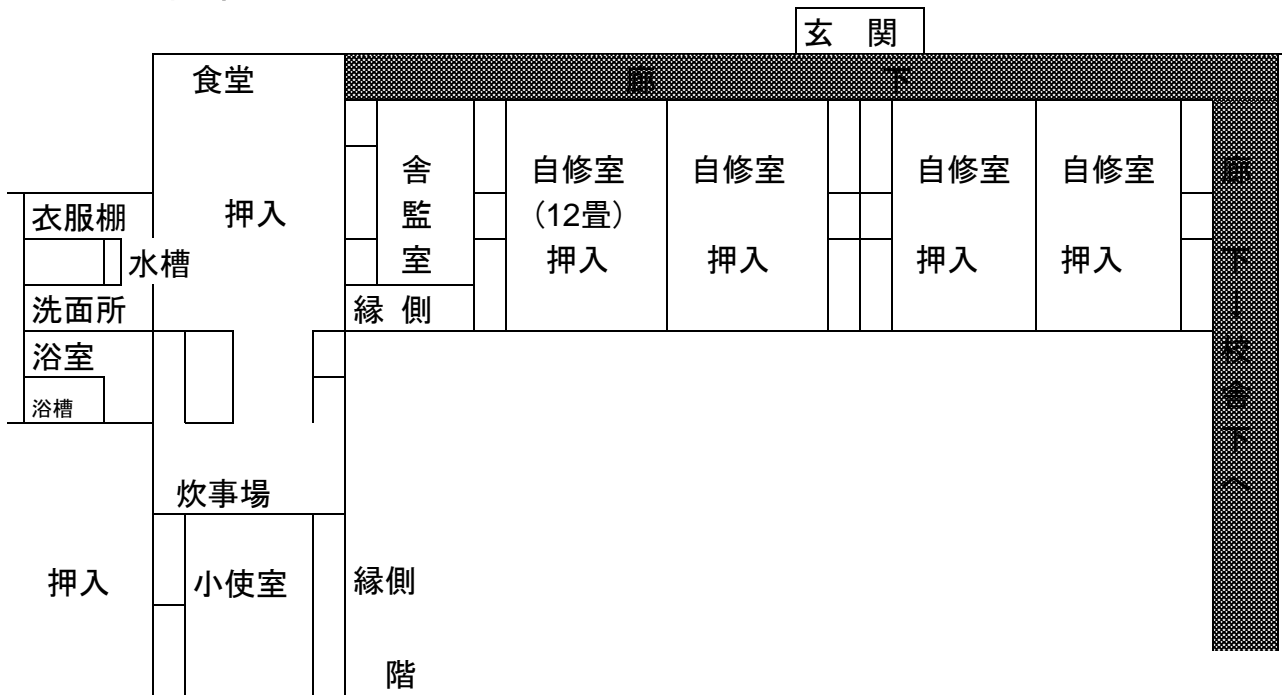 玄 関
食堂
廊 下
舎監室
自修室
(12畳)
押入
自修室
押入
自修室
押入
自修室
押入
廊下ー校舎下へ
衣服棚
押入
水槽
洗面所
縁 側
浴室
浴槽
炊事場
押入
小使室
縁側
階